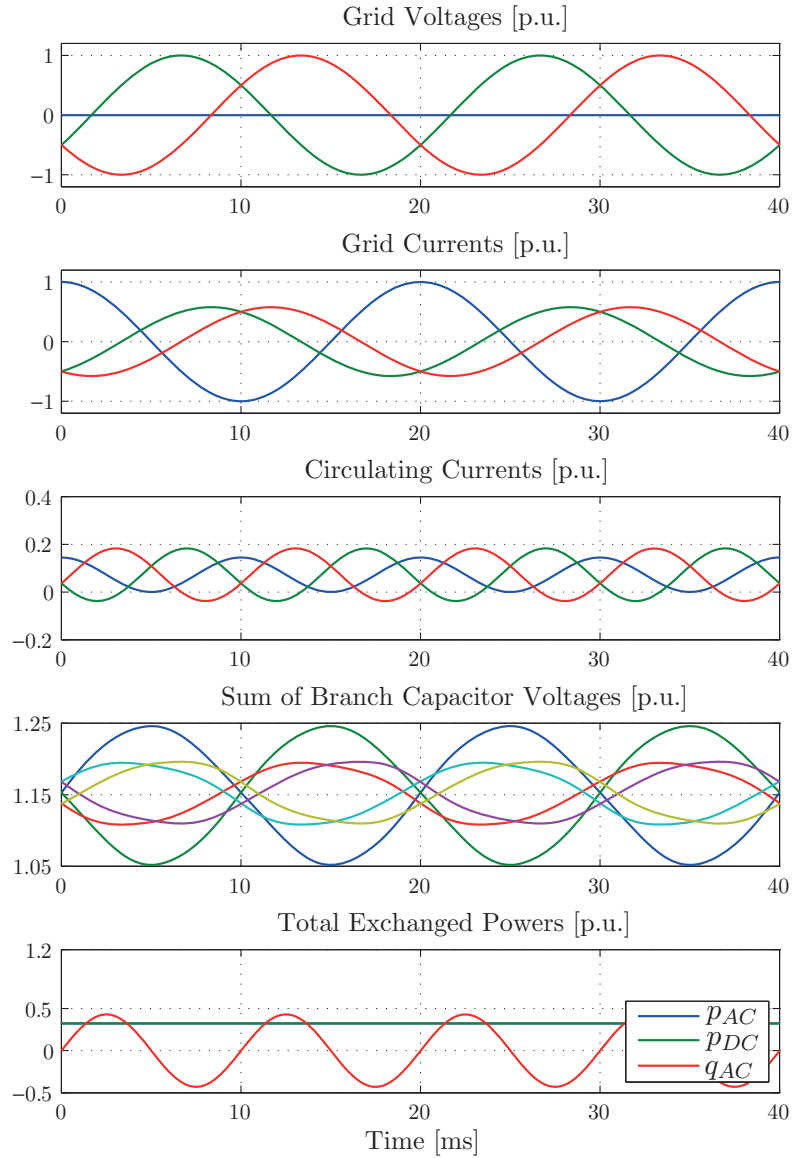 Grid Voltages [p.u.]
1
0
−1
0 10 20 30 40
Grid Currents [p.u.]
1
0
−1
0 10 20 30 40
Circulating Currents [p.u.]
0.4
0.2
0
−0.2
0 10 20 30 40
Sum of Branch Capacitor Voltages [p.u.]
1.25
1.15
1.05
0 10 20 30 40
Total Exchanged Powers [p.u.]
1.2
0.5
0
−0.5
p_AC
p_DC
q_AC
0 10 20 30 40
Time [ms]